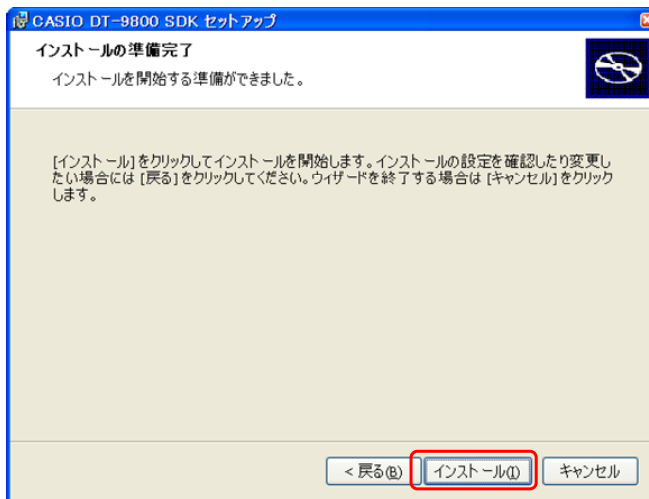 CASIO DT-9800 SDK セットアップ
インストールの準備完了
インストールを開始する準備ができました。
[インストール]をクリックしてインストールを開始します。インストールの設定を確認したり変更し
たい場合には [戻る]をクリックしてください。ウィザードを終了する場合は [キャンセル]をクリック
します。
< 戻る(B) インストール(I) キャンセル